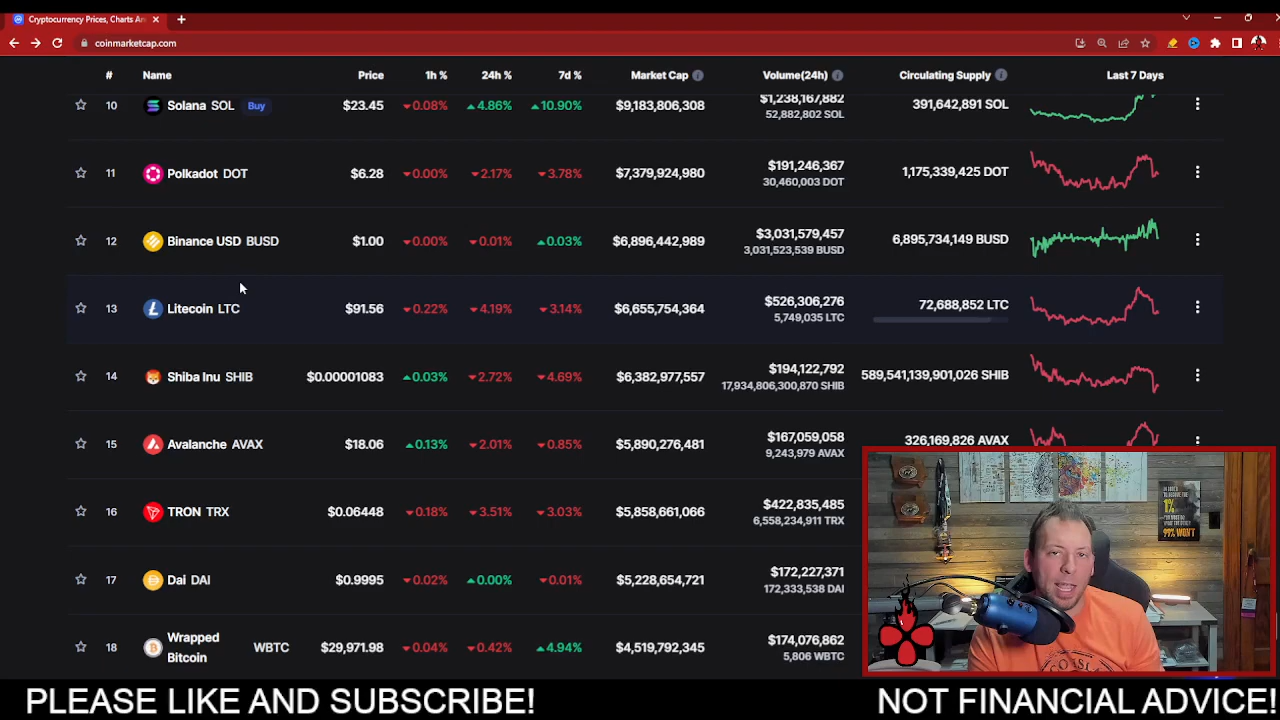 Cryptocurrency Prices, Charts An
coinmarketcap.com
# Name Price 1h % 24h % 7d % Market Cap Volume(24h) Circulating Supply Last 7 Days
10 Solana SOL Buy $23.45 0.08% 4.86% 10.90% $9,183,806,308 $1,238,167,882 391,642,891 SOL
52,882,802 SOL
11 Polkadot DOT $6.28 0.00% 2.17% 3.78% $7,379,924,980 $191,246,367 1,175,339,425 DOT
30,460,003 DOT
12 Binance USD BUSD $1.00 0.00% 0.01% 0.03% $6,896,442,989 $3,031,579,457 6,895,734,149 BUSD
3,031,523,539 BUSD
13 Litecoin LTC $91.56 0.22% 4.19% 3.14% $6,655,754,364 $526,306,276 72,688,852 LTC
5,749,035 LTC
14 Shiba Inu SHIB $0.00001083 0.03% 2.72% 4.69% $6,382,977,557 $194,122,792 589,541,139,901,026 SHIB
17,934,806,300,870 SHIB
15 Avalanche AVAX $18.06 0.13% 2.01% 0.85% $5,890,276,481 $167,059,058 326,169,826 AVAX
9,243,979 AVAX
16 TRON TRX $0.06448 0.18% 3.51% 3.03% $5,858,661,066 $422,835,485
6,558,234,911 TRX
17 Dai DAI $0.9995 0.02% 0.00% 0.01% $5,228,654,721 $172,227,371
172,333,538 DAI
18 Wrapped Bitcoin WBTC $29,971.98 0.04% 0.42% 4.94% $4,519,792,345 $174,076,862
5,806 WBTC
1%
99% WON'T
PLEASE LIKE AND SUBSCRIBE!
NOT FINANCIAL ADVICE!